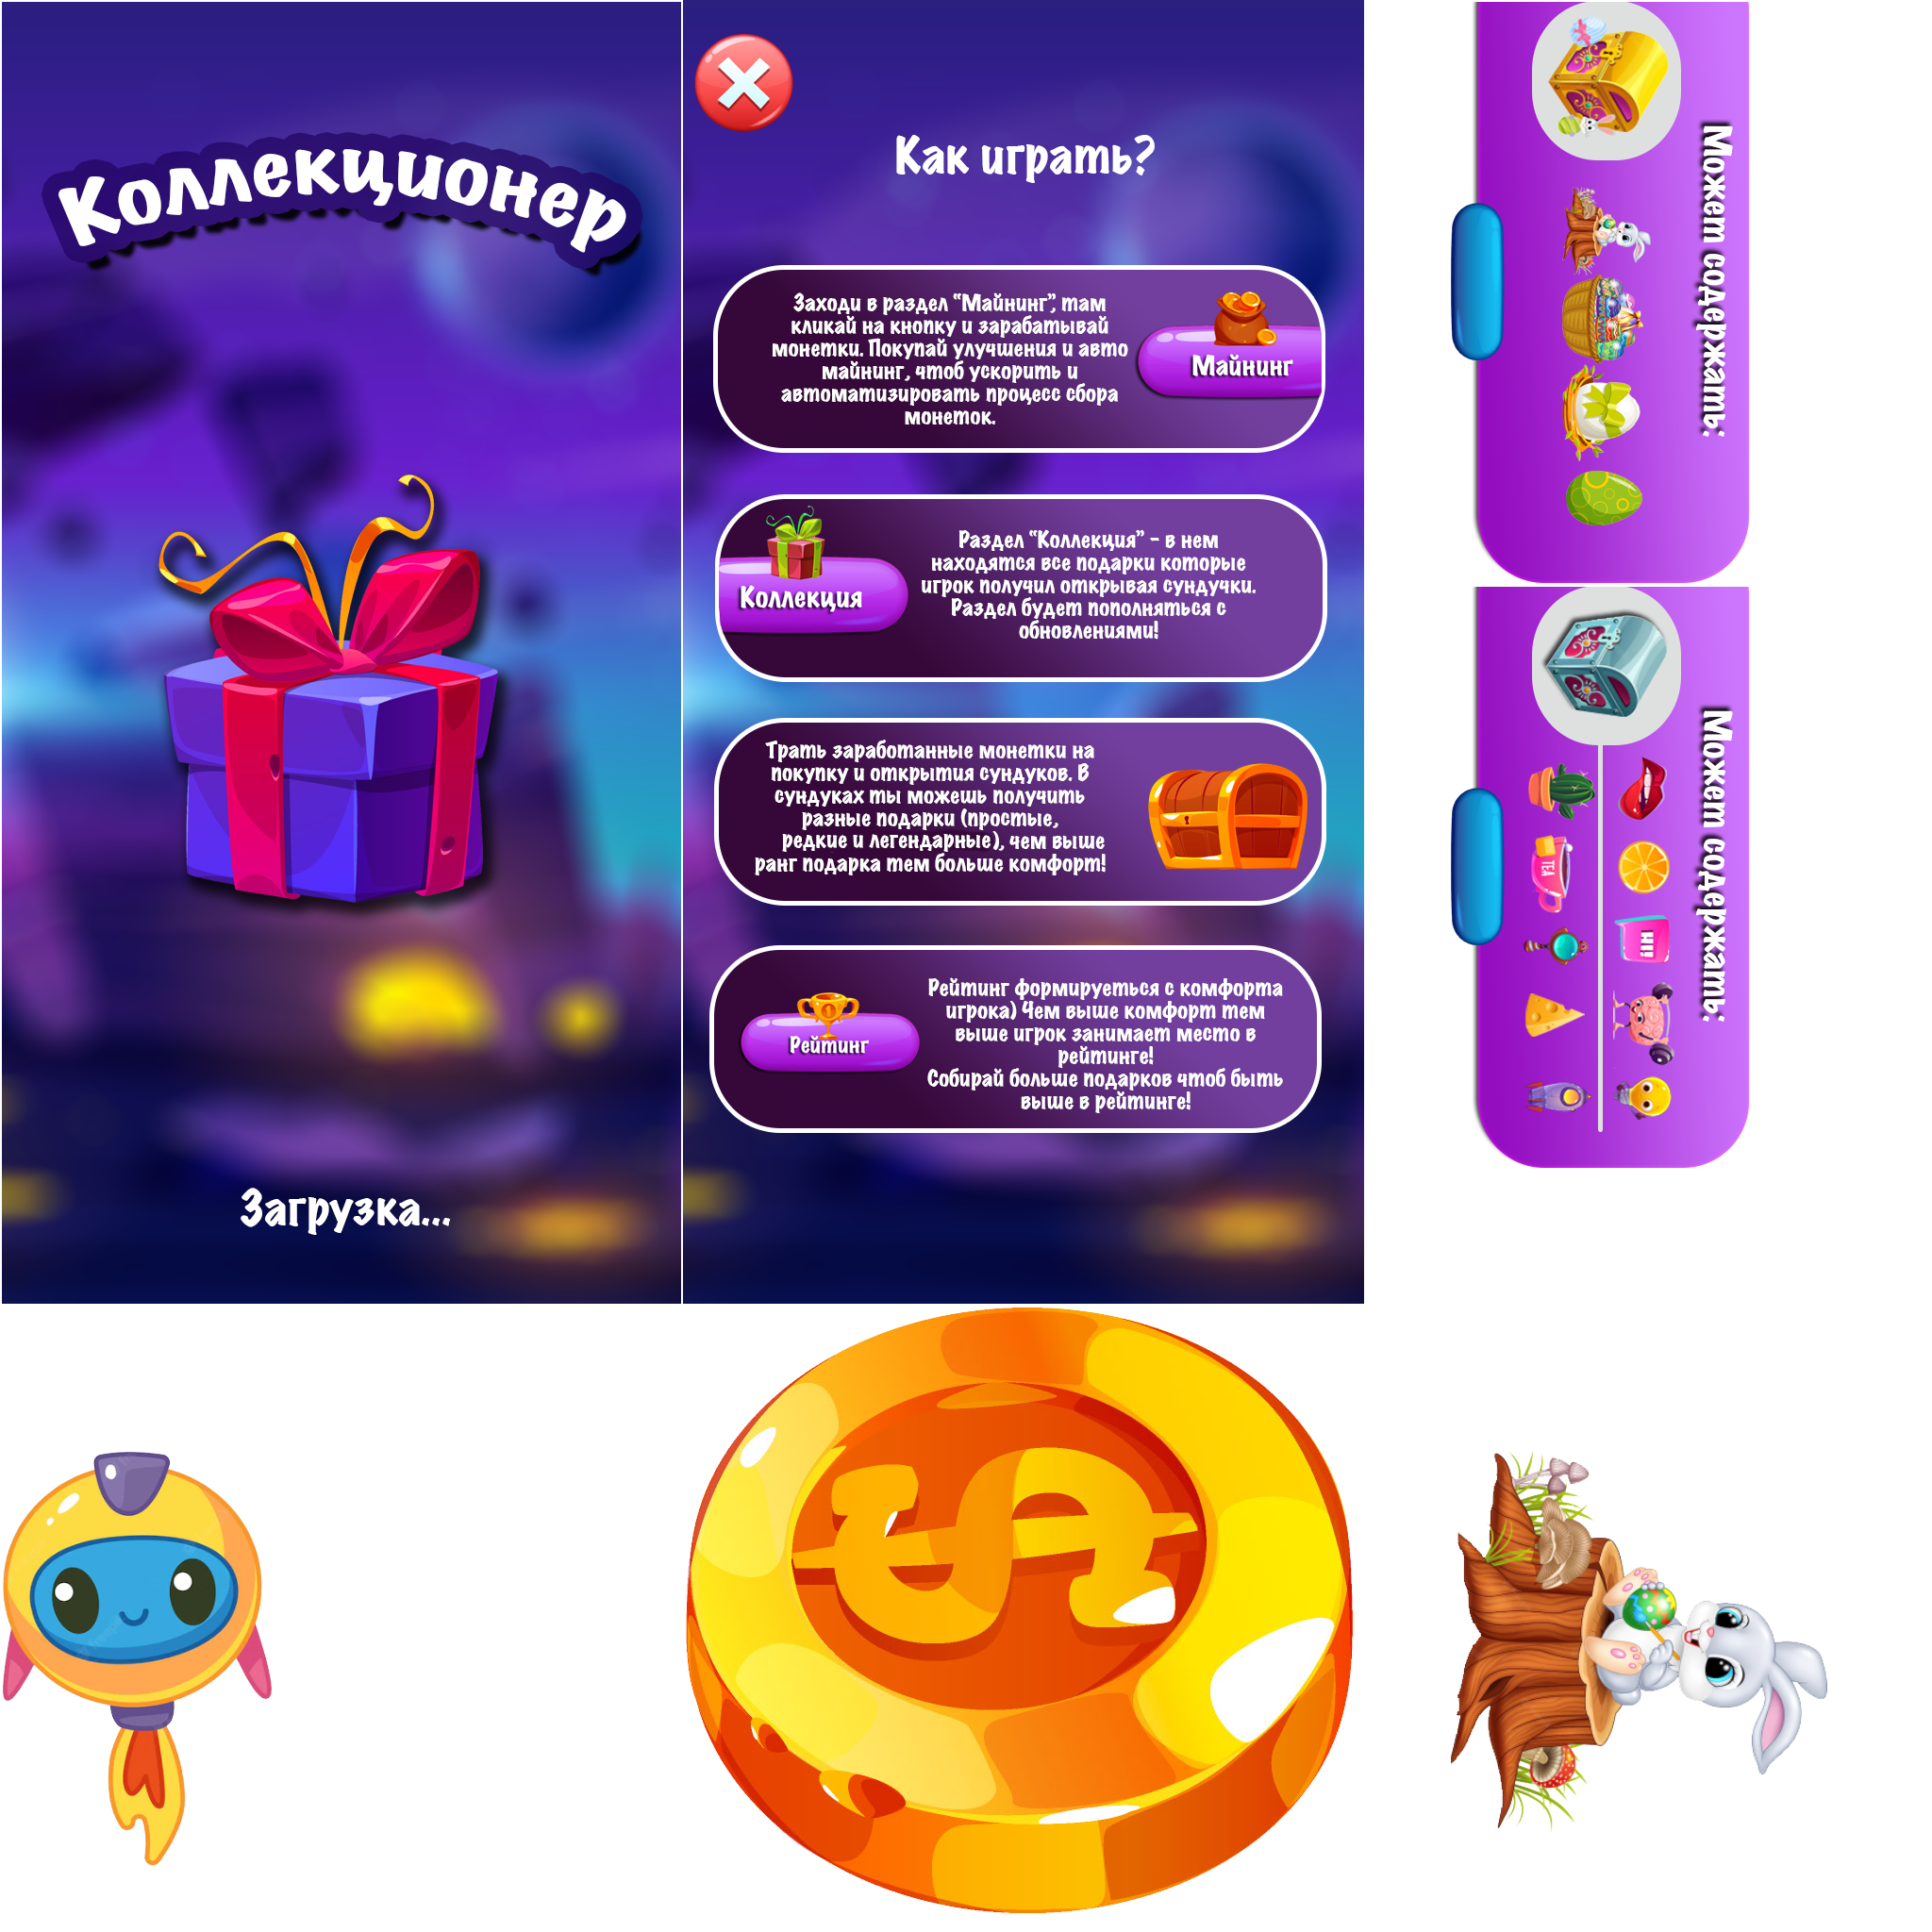 Коллекционер
Загрузка...
Как играть?
Заходи в раздел “Майнинг”, там
кликай на кнопку и зарабатывай
монетки. Покупай улучшения и авто
майнинг, чтоб ускорить и
автоматизировать процесс сбора
монеток.
Майнинг
Коллекция
Раздел “Коллекция” - в нем
находятся все подарки которые
игрок получил открывая сундучки.
Раздел будет пополняться с
обновлениями!
Трать заработанные монетки на
покупку и открытия сундуков. В
сундуках ты можешь получить
разные подарки (простые,
редкие и легендарные), чем выше
ранг подарка тем больше комфорт!
Рейтинг
Рейтинг формируеться с комфорта
игрока) Чем выше комфорт тем
выше игрок занимает место в
рейтинге!
Собирай больше подарков чтоб быть
выше в рейтинге!
Может содержать:
Может содержать:
HI!
TEA